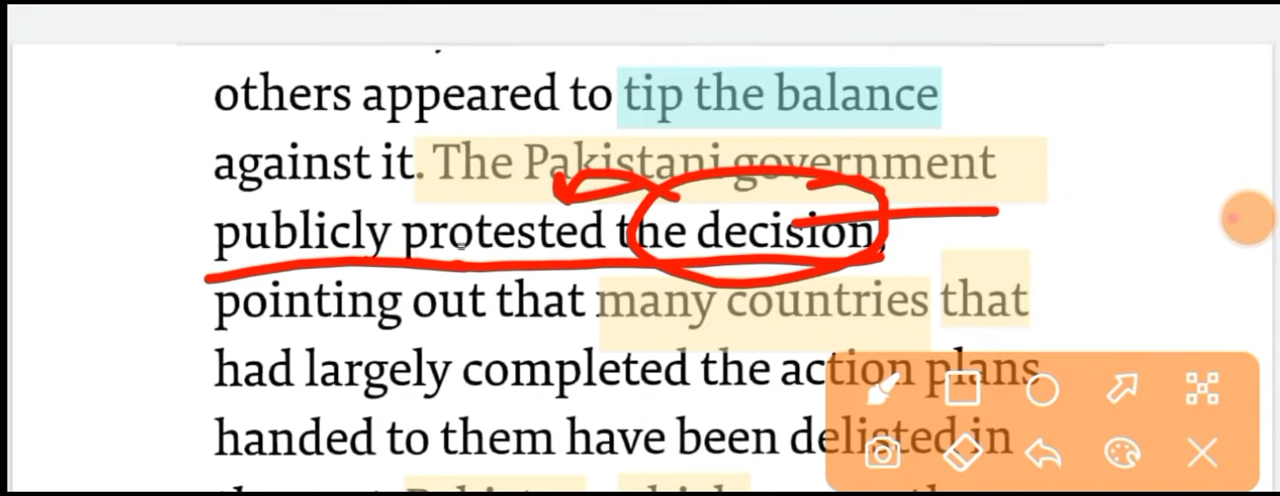 others appeared to tip the balance
against it. The Pakistani government
publicly protested the decision,
pointing out that many countries that
had largely completed the action plans
handed to them have been delisted in